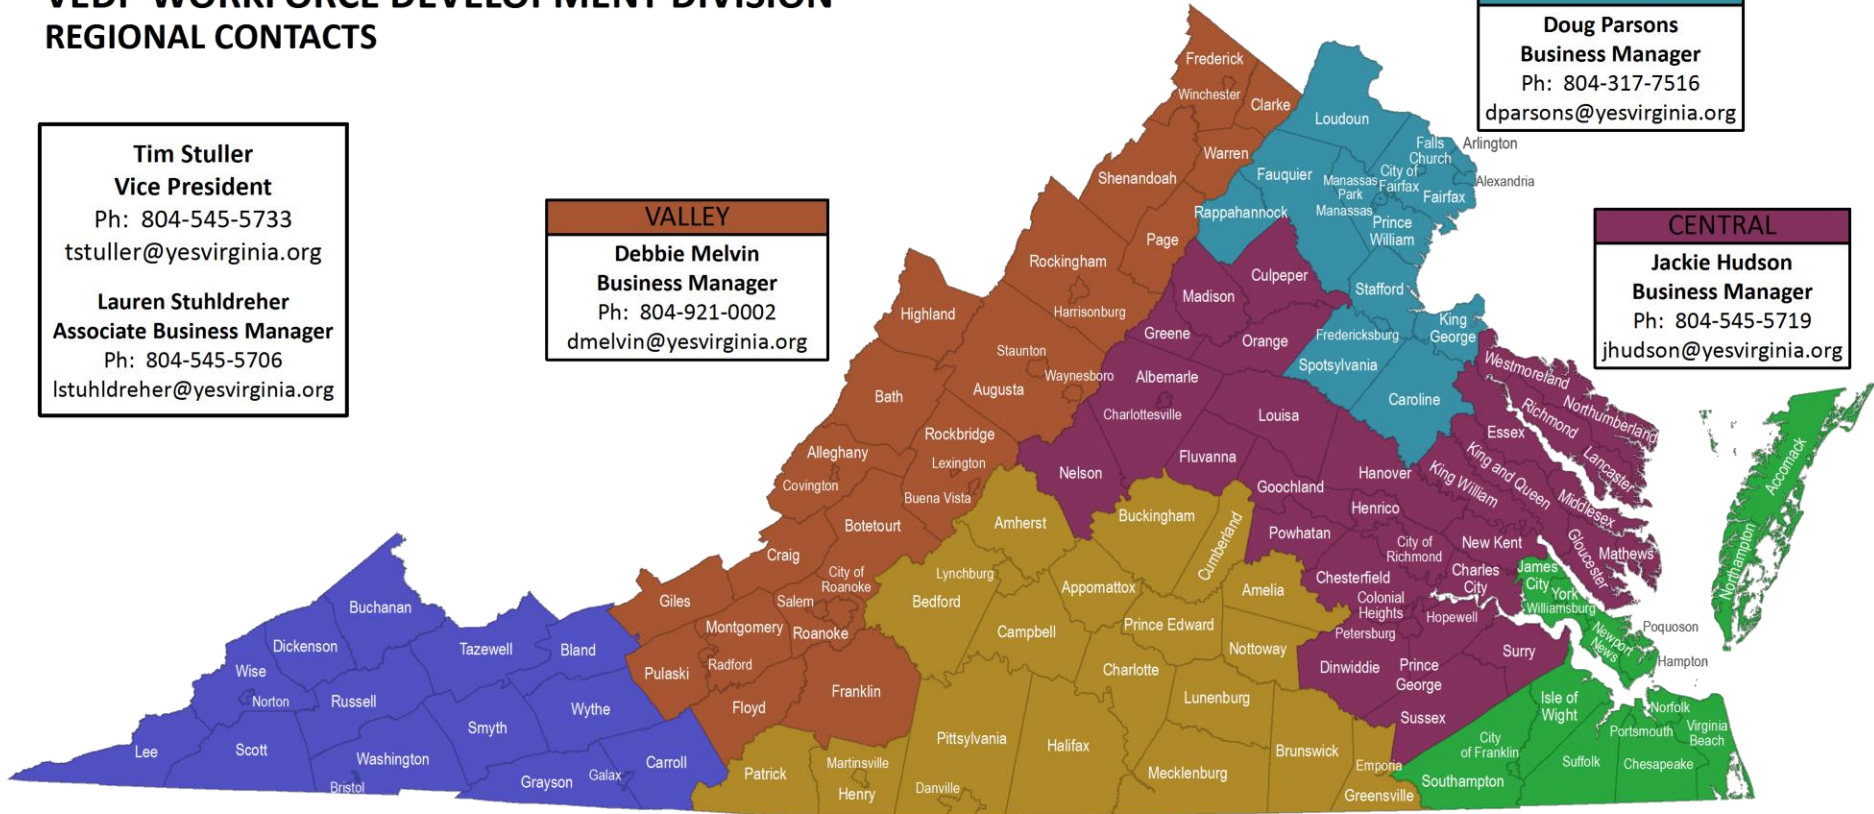 VEDP WORKFORCE DEVELOPMENT DIVISION
REGIONAL CONTACTS
Tim Stuller
Vice President
Ph: 804-545-5733
tstuller@yesvirginia.org
Lauren Stuhldreher
Associate Business Manager
Ph: 804-545-5706
lstuhldreher@yesvirginia.org
VALLEY
Debbie Melvin
Business Manager
Ph: 804-921-0002
dmelvin@yesvirginia.org
Doug Parsons
Business Manager
Ph: 804-317-7516
dparsons@yesvirginia.org
CENTRAL
Jackie Hudson
Business Manager
Ph: 804-545-5719
jhudson@yesvirginia.org
Frederick
Winchester
Clarke
Warren
Shenandoah
Page
Rockingham
Harrisonburg
Highland
Staunton
Waynesboro
Augusta
Bath
Rockbridge
Lexington
Buena Vista
Alleghany
Covington
Botetourt
Craig
City of
Roanoke
Salem
Roanoke
Giles
Montgomery
Radford
Pulaski
Floyd
Franklin
Loudoun
Falls
Church
Arlington
Alexandria
Fauquier
Manassas
Park
City of
Fairfax
Fairfax
Manassas
Prince
William
Rappahannock
Stafford
King
George
Fredericksburg
Spotsylvania
Caroline
Culpeper
Madison
Greene
Orange
Albemarle
Charlottesville
Louisa
Fluvanna
Nelson
Goochland
Hanover
Henrico
Powhatan
City of
Richmond
New Kent
Charles
City
Chesterfield
Colonial
Heights
Hopewell
Petersburg
Dinwiddie
Prince
George
Surry
Sussex
Westmoreland
Northumberland
Richmond
Essex
Lancaster
King and Queen
King William
Middlesex
Gloucester
Mathews
Accomack
Northampton
James
City
York
Williamsburg
Newport
News
Poquoson
Hampton
Isle of
Wight
Norfolk
Portsmouth
Virginia
Beach
City
of Franklin
Suffolk
Chesapeake
Southampton
Amherst
Buckingham
Cumberland
Lynchburg
Appomattox
Amelia
Bedford
Campbell
Prince Edward
Nottoway
Charlotte
Lunenburg
Pittsylvania
Halifax
Mecklenburg
Brunswick
Emporia
Greensville
Patrick
Martinsville
Henry
Danville
Buchanan
Dickenson
Tazewell
Bland
Wise
Norton
Russell
Wythe
Smyth
Lee
Scott
Washington
Bristol
Grayson
Galax
Carroll